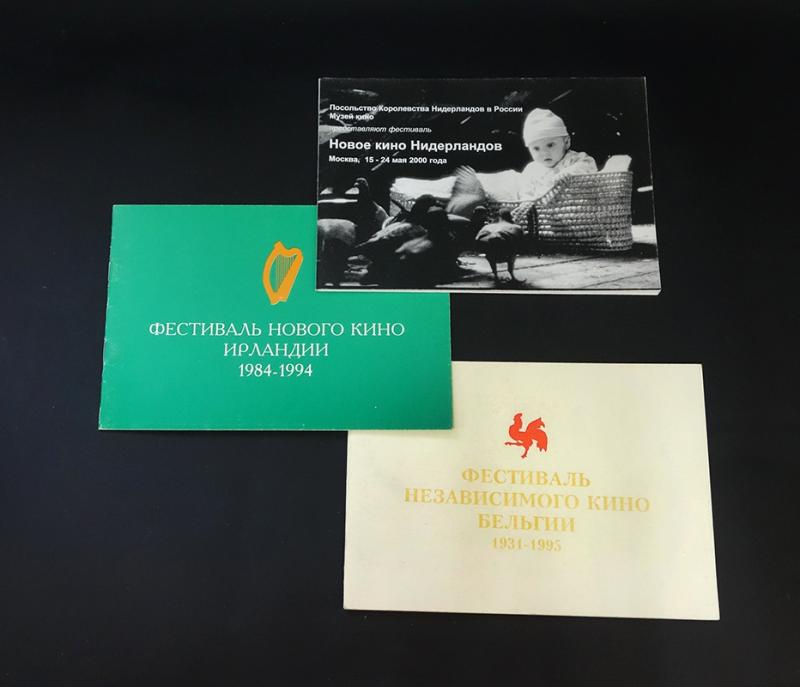 Посольство Королевства Нидерландов в России
Музей кино
представляют фестиваль
Новое кино Нидерландов
Москва, 15 - 24 мая 2000 года
ФЕСТИВАЛЬ НОВОГО КИНО
ИРЛАНДИИ
1984-1994
ФЕСТИВАЛЬ
НЕЗАВИСИМОГО КИНО
БЕЛЬГИИ
1931-1995